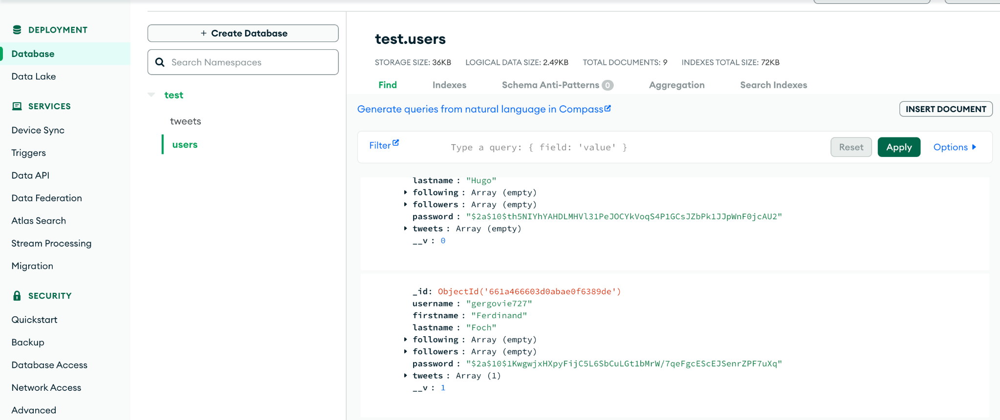 DEPLOYMENT
Database
Data Lake
SERVICES
Device Sync
Triggers
Data API
Data Federation
Atlas Search
Stream Processing
Migration
SECURITY
Quickstart
Backup
Database Access
Network Access
Advanced
+ Create Database
Search Namespaces
test
tweets
users
test.users
STORAGE SIZE: 36KB LOGICAL DATA SIZE: 2.49KB TOTAL DOCUMENTS: 9 INDEXES TOTAL SIZE: 72KB
Find Indexes Schema Anti-Patterns 0 Aggregation Search Indexes
Generate queries from natural language in Compass
INSERT DOCUMENT
Filter Type a query: { field: 'value' } Reset Apply Options
lastname : "Hugo"
following : Array (empty)
followers : Array (empty)
password : "$2a$10$th5NIYhYAHDLMHVl31PeJOCYkVoqS4P1GCsJZbPk1JJpWnF0jcAU2"
tweets : Array (empty)
__v : 0
_id: ObjectId('661a466603d0abae0f6389de')
username : "gergovie727"
firstname : "Ferdinand"
lastname : "Foch"
following : Array (empty)
followers : Array (empty)
password : "$2a$10$1KwgwjxHXpyFijC5L6SbCuLGt1bMrW/7qeFgcEScEJSenrZPF7uXq"
tweets : Array (1)
__v : 1